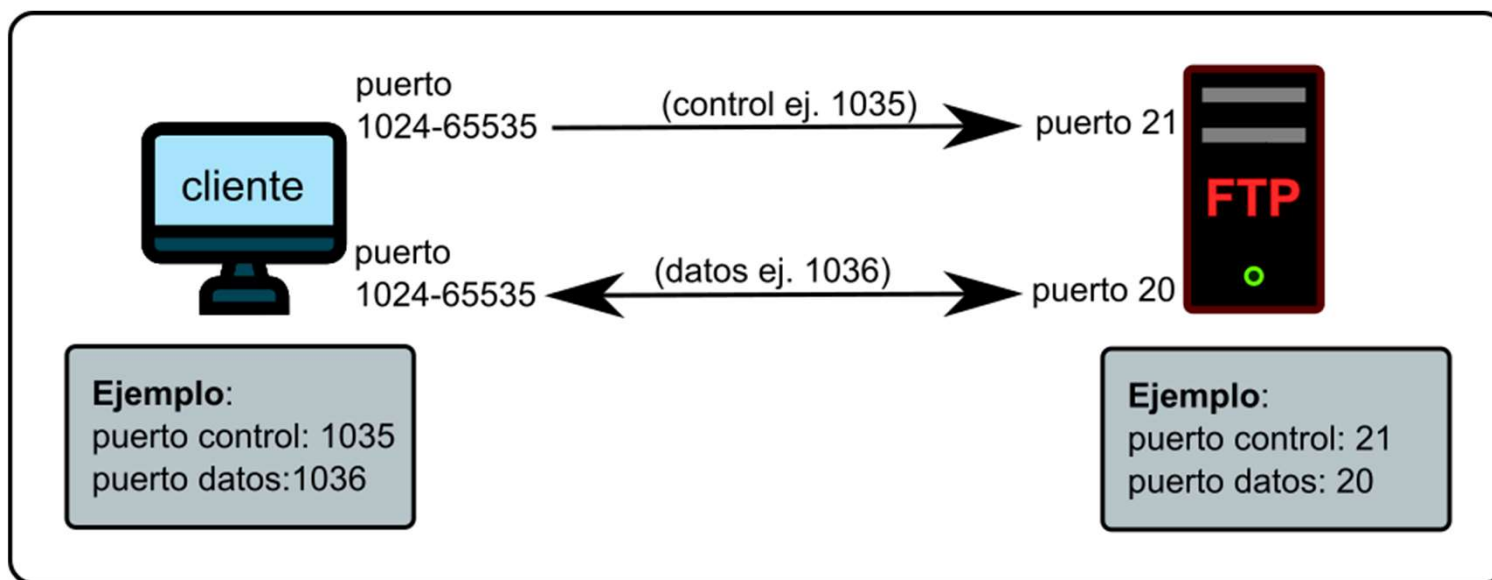 puerto
1024-65535
(control ej. 1035)
puerto 21
cliente
FTP
puerto
1024-65535
(datos ej. 1036)
puerto 20
Ejemplo:
puerto control: 1035
puerto datos:1036
Ejemplo:
puerto control: 21
puerto datos: 20